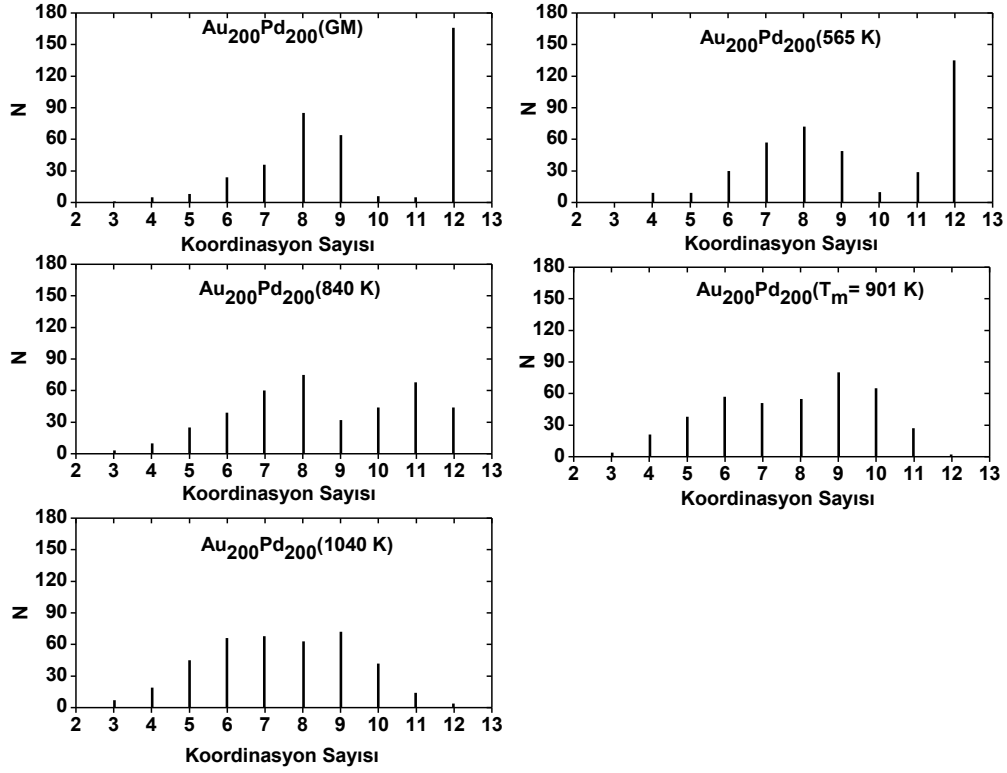 Au200Pd200(GM)
N
180
150
120
90
60
30
0
2 3 4 5 6 7 8 9 10 11 12 13
Koordinasyon Sayısı
Au200Pd200(565 K)
N
180
150
120
90
60
30
0
2 3 4 5 6 7 8 9 10 11 12 13
Koordinasyon Sayısı
Au200Pd200(840 K)
N
180
150
120
90
60
30
0
2 3 4 5 6 7 8 9 10 11 12 13
Koordinasyon Sayısı
Au200Pd200(Tm= 901 K)
N
180
150
120
90
60
30
0
2 3 4 5 6 7 8 9 10 11 12 13
Koordinasyon Sayısı
Au200Pd200(1040 K)
N
180
150
120
90
60
30
0
2 3 4 5 6 7 8 9 10 11 12 13
Koordinasyon Sayısı